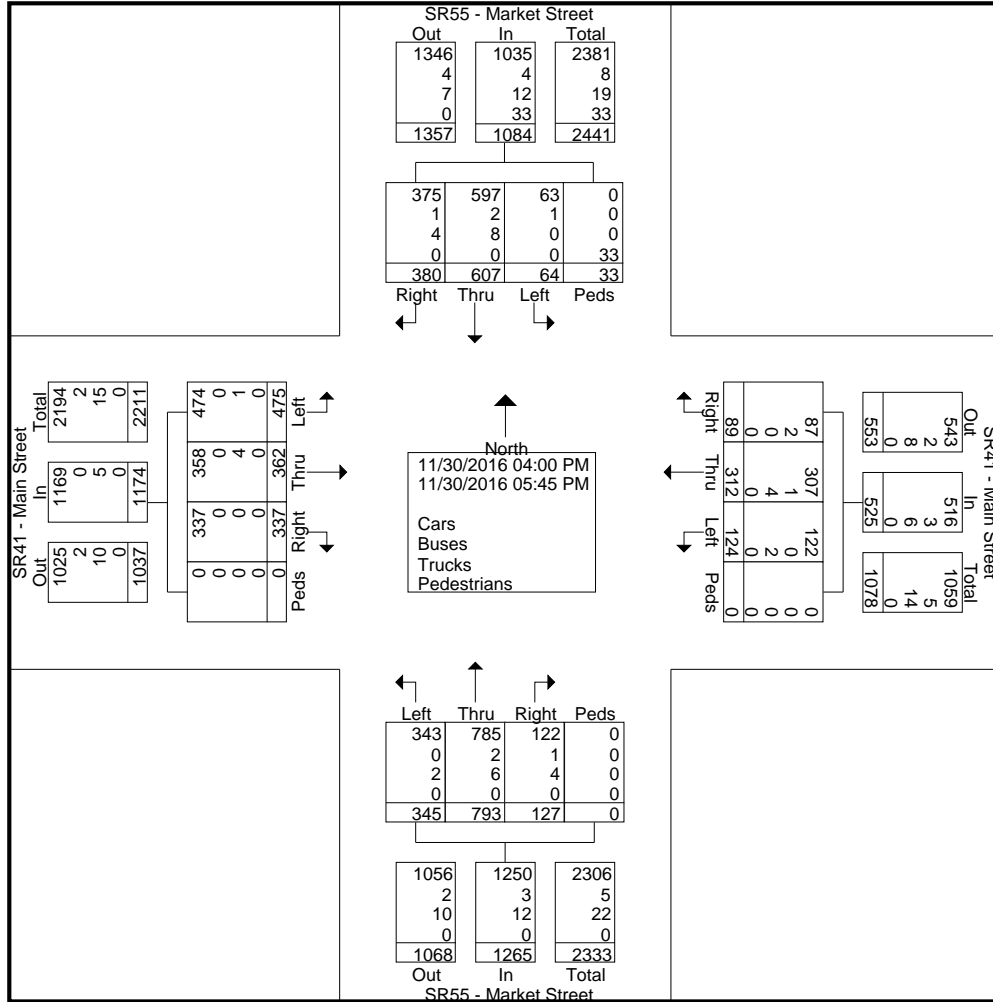 SR55 - Market Street
Out In Total
1346 1035 2381
4 4 8
7 12 19
0 33 33
1357 1084 2441
375 597 63 0
1 2 1 0
4 8 0 0
0 0 0 33
380 607 64 33
Right Thru Left Peds
SR41 - Main Street
Total
2194 2 15 0 2211
In
1169 0 5 0 1174
Out
1025 2 10 0 1037
Left
474 0 1 0 475
Thru
358 0 4 0 362
Right
337 0 0 0 337
Peds
0 0 0 0 0
North
11/30/2016 04:00 PM
11/30/2016 05:45 PM
Cars
Buses
Trucks
Pedestrians
Right
87 2 0 0 89
Thru
307 1 4 0 312
Left
122 0 2 0 124
Peds
0 0 0 0 0
SR41 - Main Street
Out
543 2 8 0 553
In
516 3 6 0 525
Total
1059 5 14 0 1078
Left Thru Right Peds
343 785 122 0
0 2 1 0
2 6 4 0
0 0 0 0
345 793 127 0
1056 1250 2306
2 3 5
10 12 22
0 0 0
1068 1265 2333
Out In Total
SR55 - Market Street